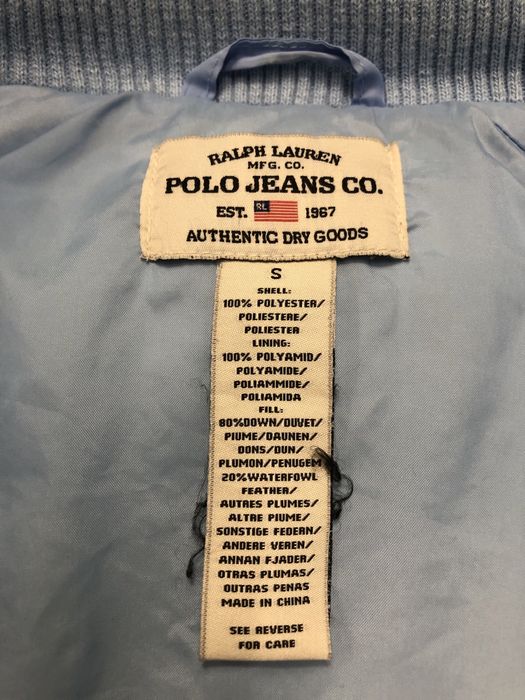 RALPH LAUREN
MFG. CO.
POLO JEANS CO.
EST. RL 1967
AUTHENTIC DRY GOODS
S
SHELL:
100% POLYESTER/
POLIESTERE/
POLIESTER
LINING:
100% POLYAMID/
POLYAMIDE/
POLIAMMIDE/
POLIAMIDA
FILL:
80%DOWN/DUVET/
PIUME/DAUNEN/
DONS/DUN/
PLUMON/PENUGEM
20%WATERFOWL
FEATHER/
AUTRES PLUMES/
ALTRE PIUME/
SONSTIGE FEDERN/
ANDERE VEREN/
ANNAN FJADER/
OTRAS PLUMAS/
OUTRAS PENAS
MADE IN CHINA
SEE REVERSE
FOR CARE